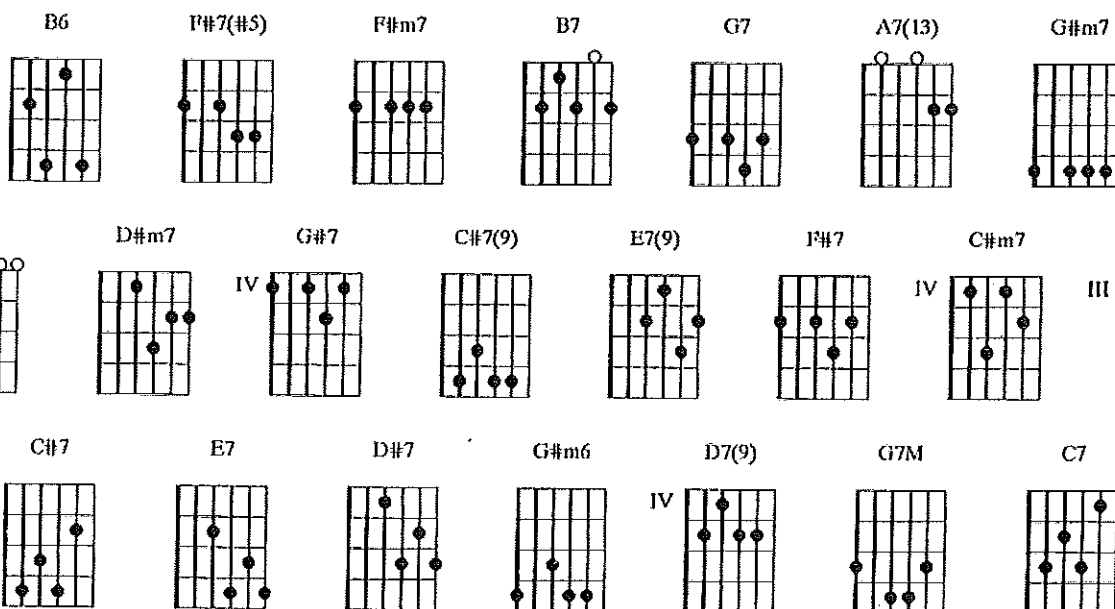 B6 F#7(#5) F#m7 B7 G7 A7(13) G#m7
D#m7 G#7 C#7(9) E7(9) F#7 C#m7
IV IV III
C#7 E7 D#7 G#m6 D7(9) G7M C7
IV